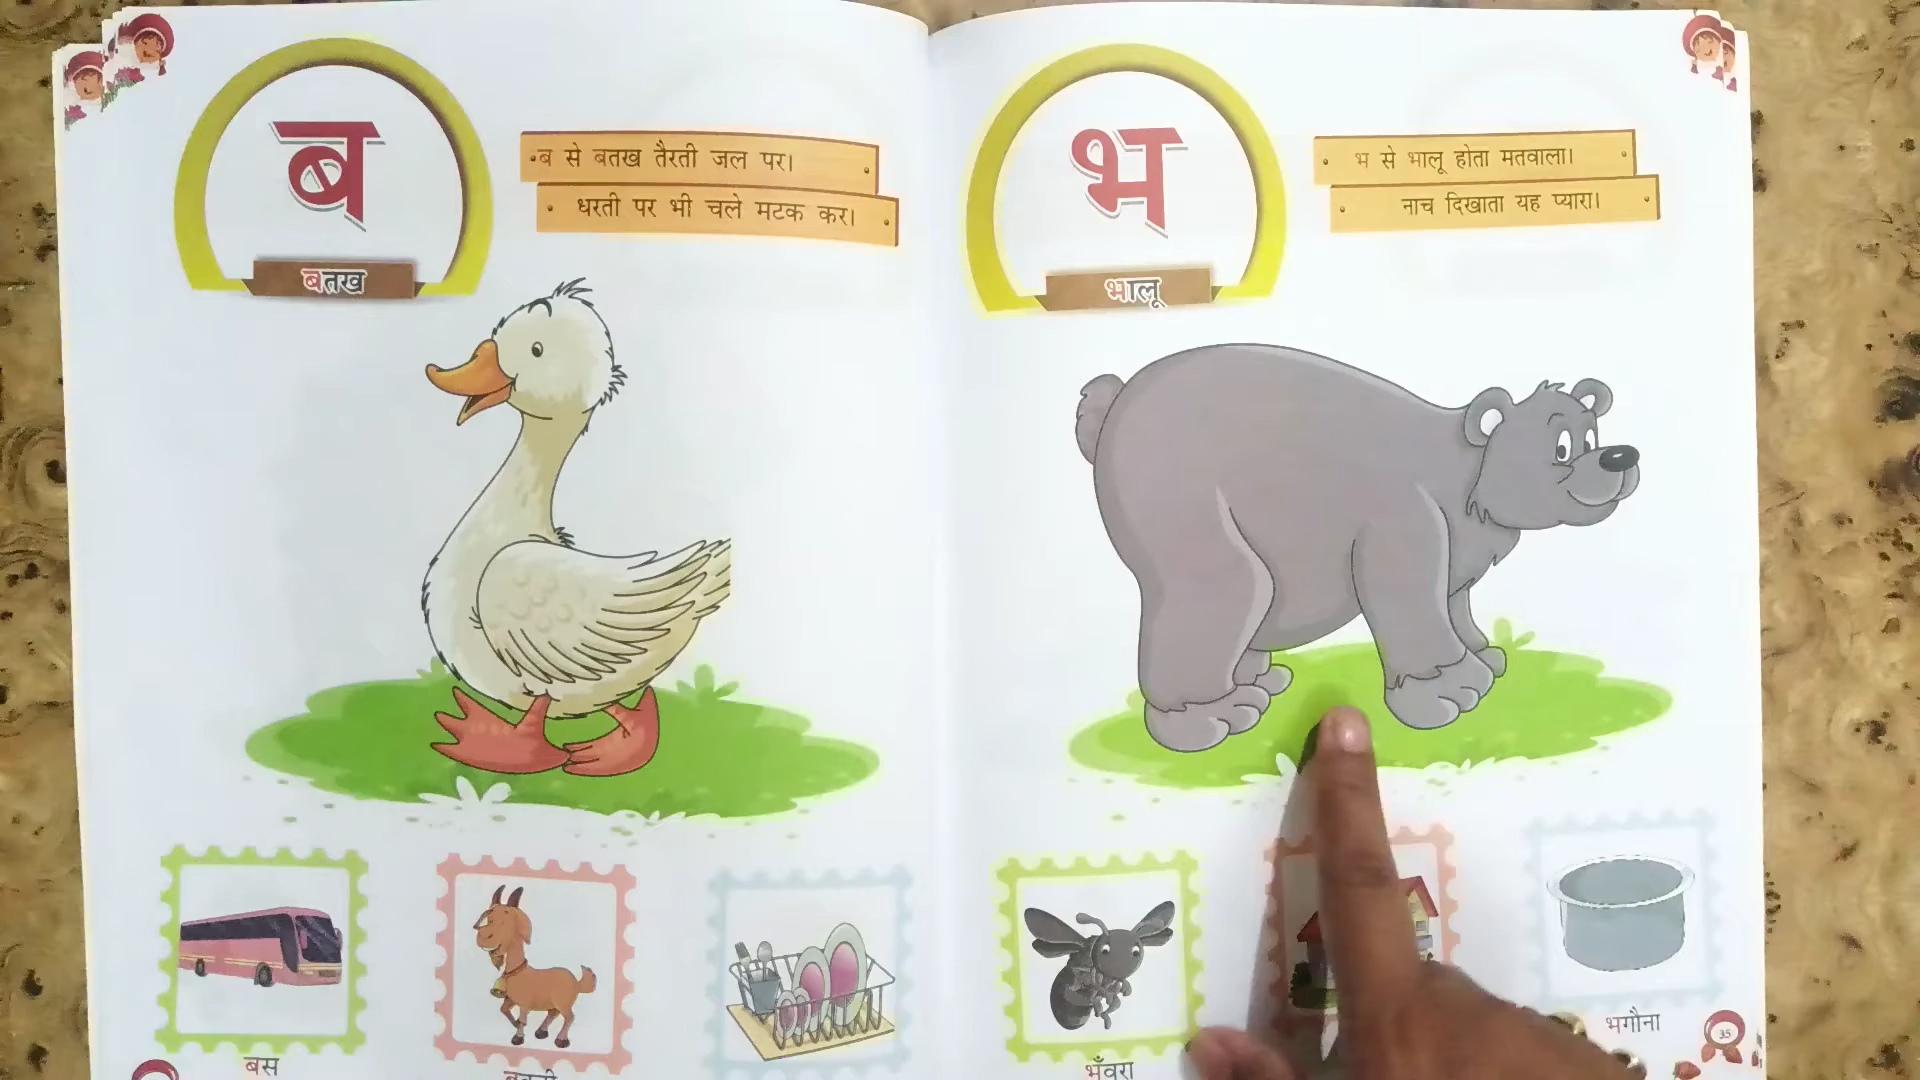 ब
ब से बतख तैरती जल पर।
धरती पर भी चले मटक कर।
बतख
बस
भ
भ से भालू होता मतवाला।
नाच दिखाता यह प्यारा।
भालू
भँवरा
भगौना
35